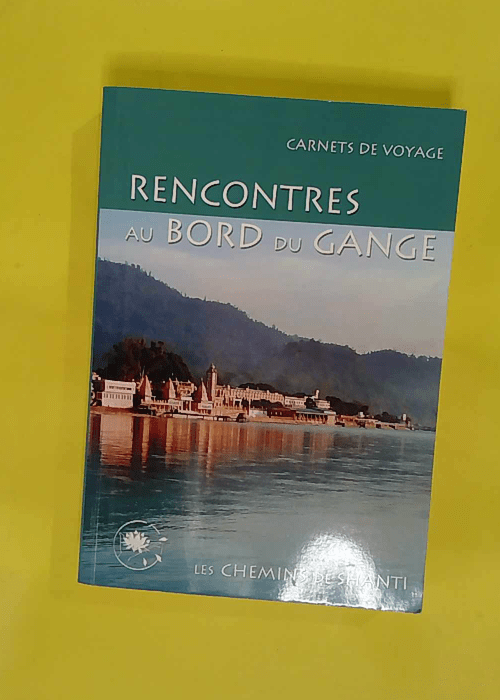 CARNETS DE VOYAGE
RENCONTRES
AU BORD DU GANGE
LES CHEMINS DE SHANTI